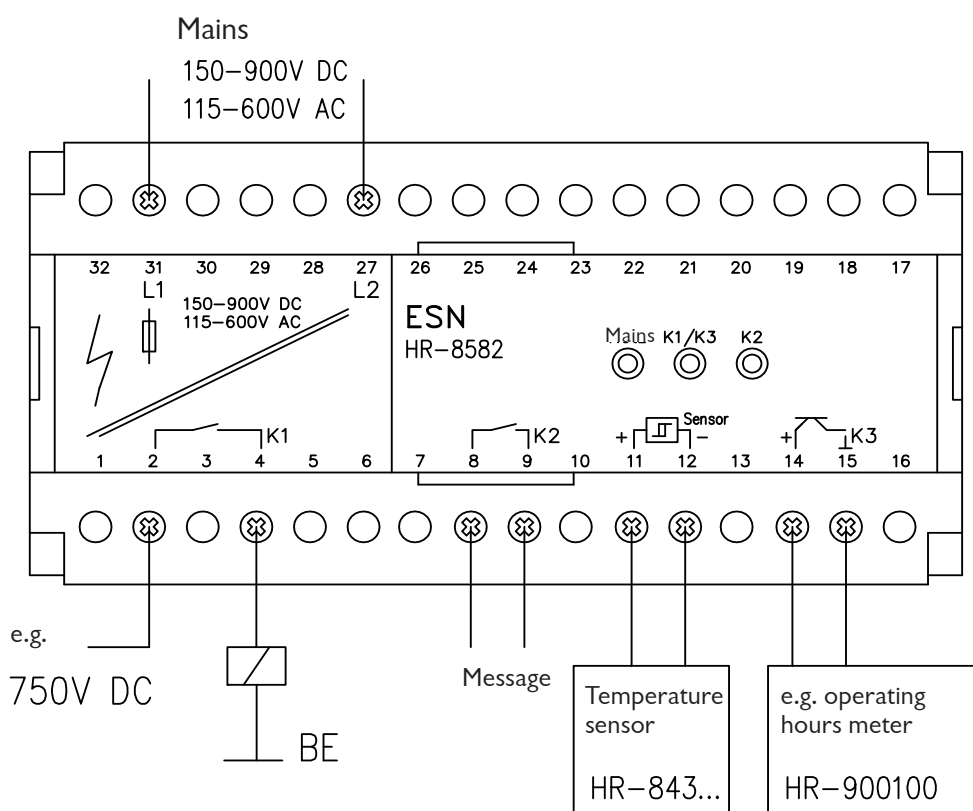 Mains
150-900V DC
115-600V AC
32 31 30 29 28 27 26 25 24 23 22 21 20 19 18 17
L1 L2
150-900V DC
115-600V AC
ESN
HR-8582
Mains K1/K3 K2
K1 K2 + Sensor - + K3
1 2 3 4 5 6 7 8 9 10 11 12 13 14 15 16
e.g.
750V DC
BE
Message
Temperature
sensor
HR-843...
e.g. operating
hours meter
HR-900100